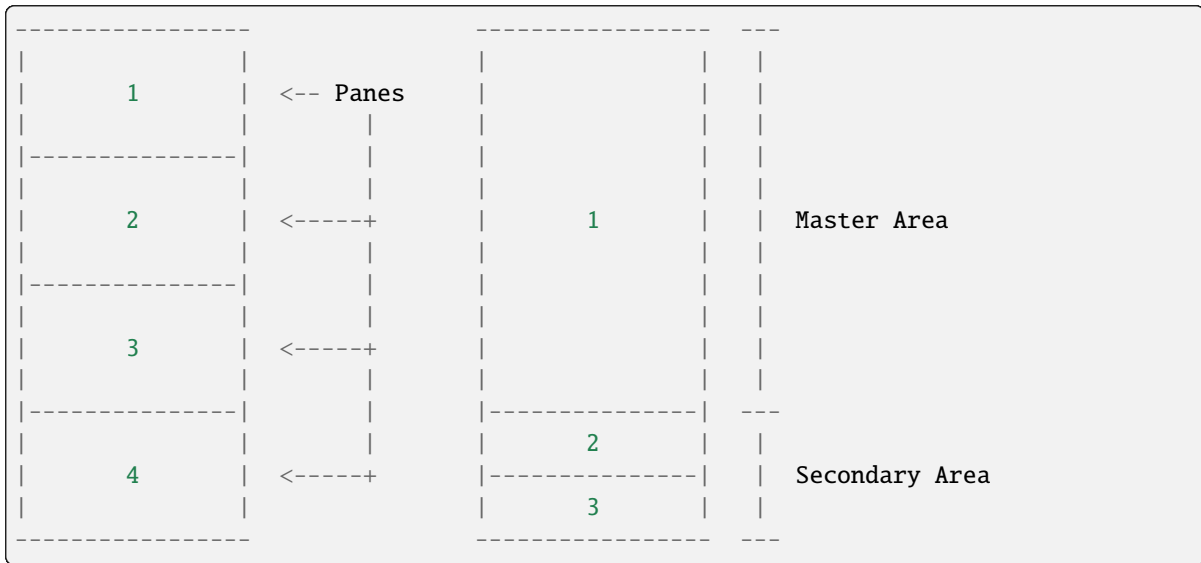 -----------------                -----------------  ---
|               |                |               |   |
|       1       |  <-- Panes     |               |   |
|               |         |      |               |   |
|---------------|         |      |               |   |
|               |         |      |               |   |
|       2       |  <-----+       |       1       |   |  Master Area
|               |         |      |               |   |
|---------------|         |      |               |   |
|               |         |      |               |   |
|       3       |  <-----+       |               |   |
|               |         |      |               |   |
|---------------|         |      |---------------|  ---
|               |         |      |       2       |   |
|       4       |  <-----+       |---------------|   |  Secondary Area
|               |                |       3       |   |
-----------------                -----------------  ---